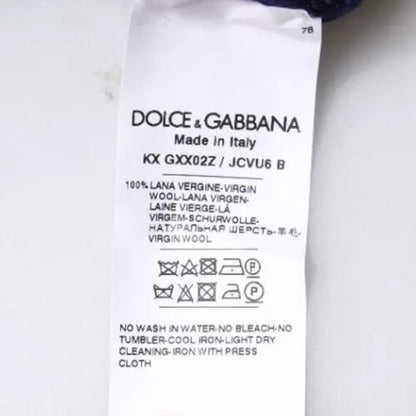 78
DOLCE & GABBANA
Made in Italy
KX GXX02Z / JCVU6 B
100% LANA VERGINE-VIRGIN
WOOL-LANA VIRGEN-
LAINE VIERGE-LÃ
VIRGEM-SCHURWOLLE-
НАТУРАЛЬНАЯ ШЕРСТЬ-羊毛-
VIRGIN WOOL
P
P
NO WASH IN WATER-NO BLEACH-NO
TUMBLER-COOL IRON-LIGHT DRY
CLEANING-IRON WITH PRESS
CLOTH